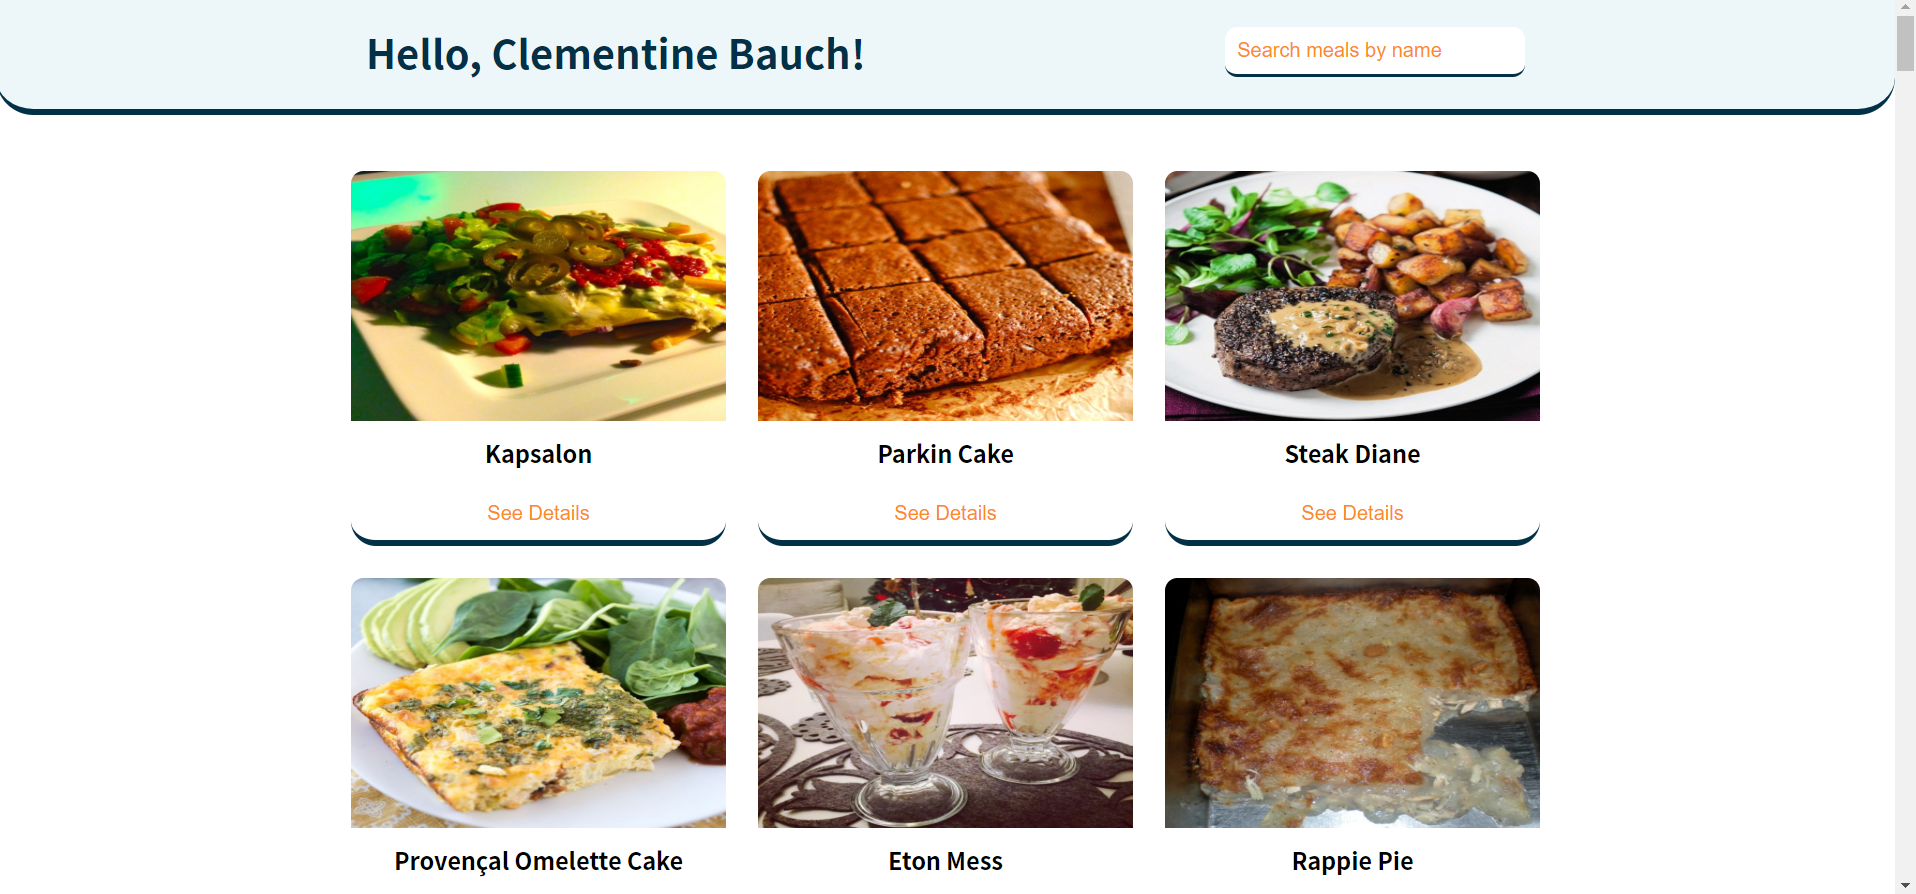 Hello, Clementine Bauch!
Search meals by name
Kapsalon
Parkin Cake
Steak Diane
See Details
See Details
See Details
Provençal Omelette Cake
Eton Mess
Rappie Pie